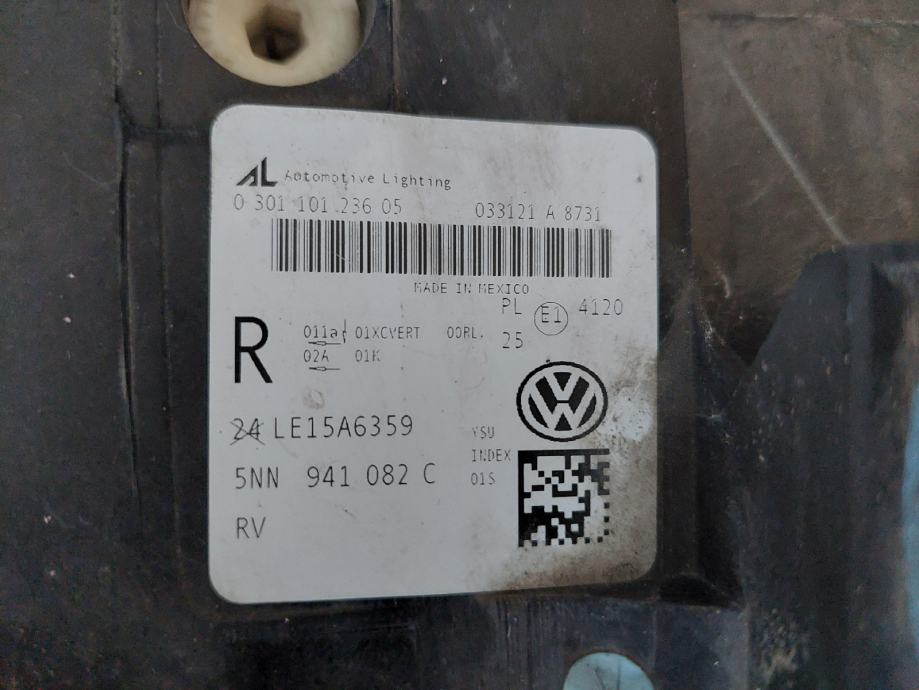 AL Automotive Lighting
0 301 101 236 05 033121 A 8731
MADE IN MEXICO
PL E1 4120
R 011a 01XCVERT 00RL. 25
02A 01K
24 LE15A6359 YSU
INDEX
5NN 941 082 C 01S
RV